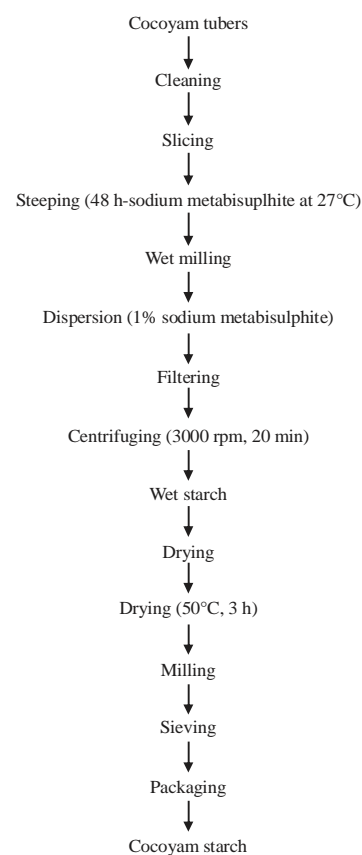 Cocoyam tubers
Cleaning
Slicing
Steeping (48 h-sodium metabisuplhite at 27°C)
Wet milling
Dispersion (1% sodium metabisulphite)
Filtering
Centrifuging (3000 rpm, 20 min)
Wet starch
Drying
Drying (50°C, 3 h)
Milling
Sieving
Packaging
Cocoyam starch